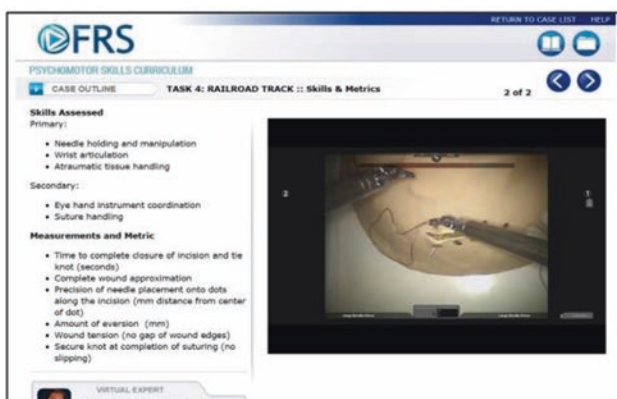 RETURN TO CASE LIST HELP
FRS
PSYCHOMOTOR SKILLS CURRICULUM
CASE OUTLINE TASK 4: RAILROAD TRACK :: Skills & Metrics 2 of 2
Skills Assessed
Primary:
• Needle holding and manipulation
• Wrist articulation
• Atraumatic tissue handling
Secondary:
• Eye hand instrument coordination
• Suture handling
Measurements and Metric
• Time to complete closure of incision and tie
knot (seconds)
• Complete wound approximation
• Precision of needle placement onto dots
along the incision (mm distance from center
of dot)
• Amount of eversion (mm)
• Wound tension (no gap of wound edges)
• Secure knot at completion of suturing (no
slipping)
2
1
VIRTUAL EXPERT